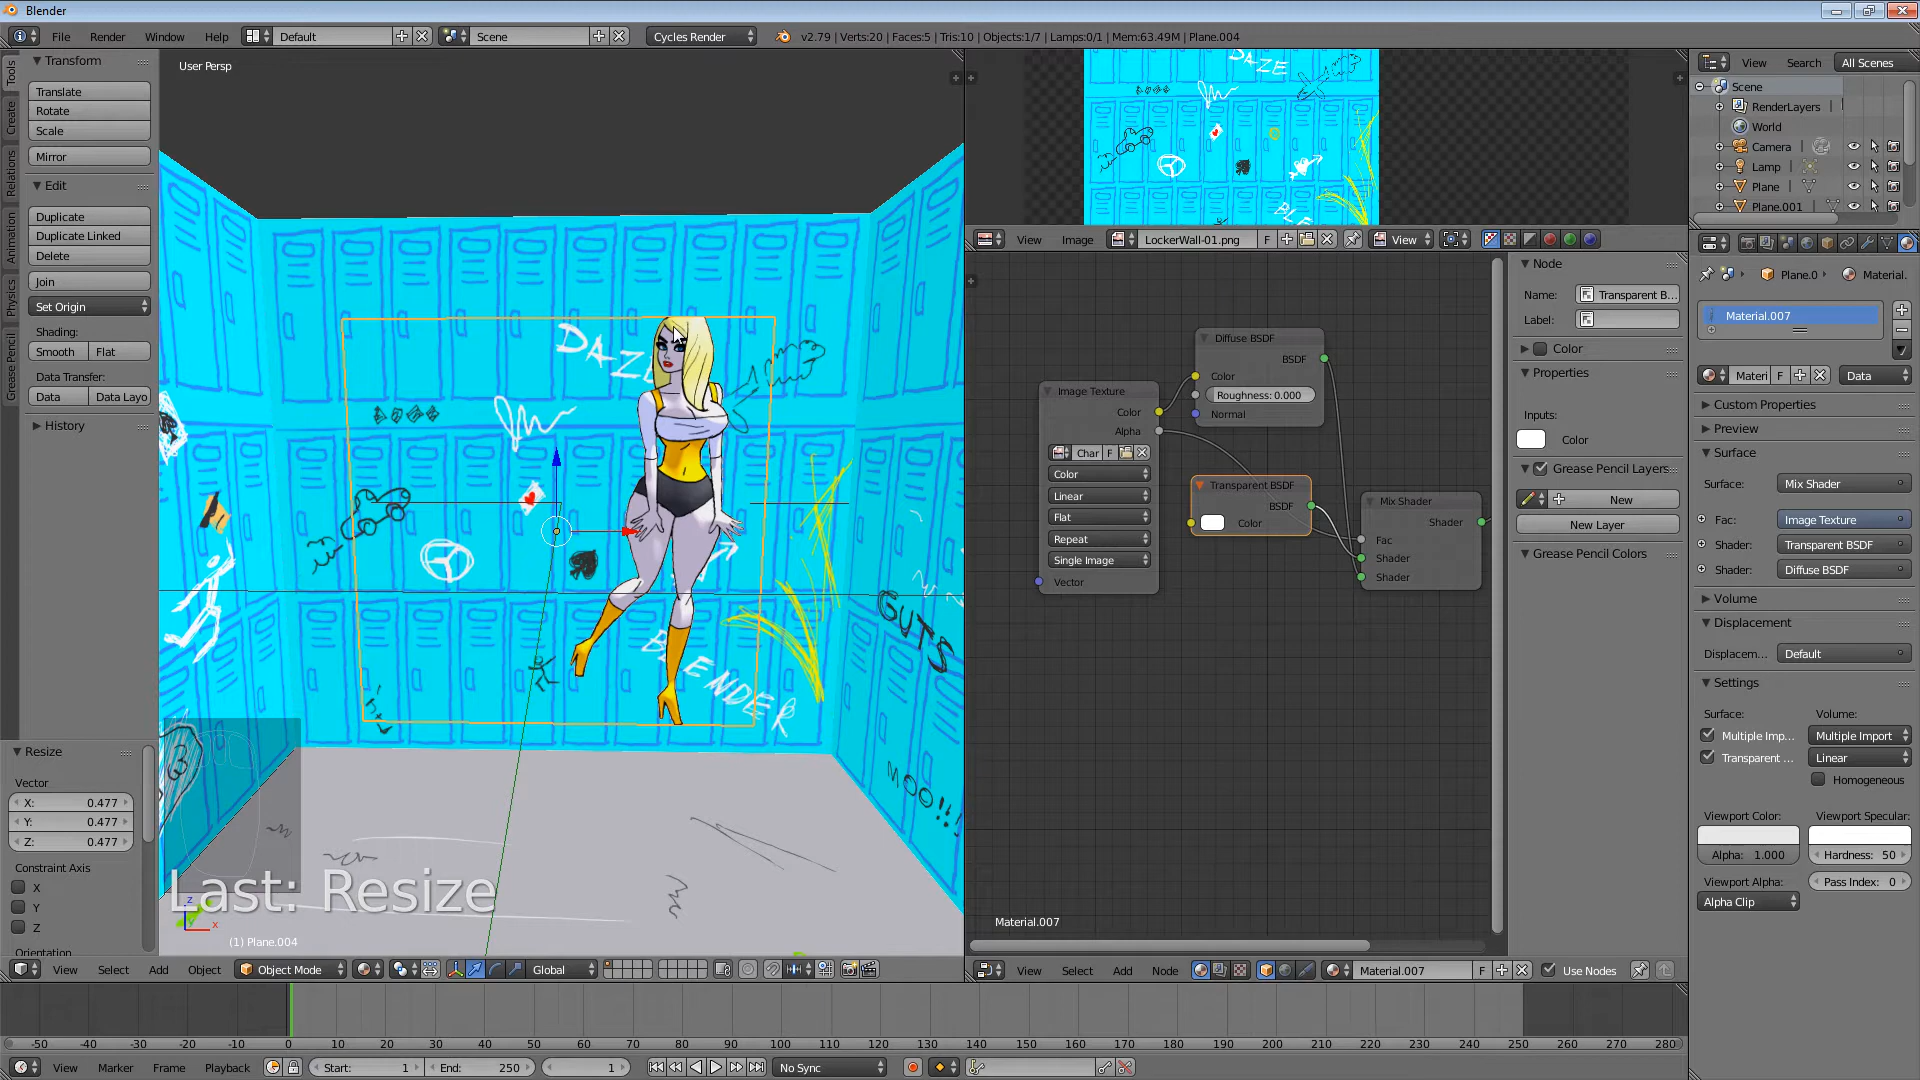 Blender
File Render Window Help Default Scene Cycles Render v2.79 | Verts:20 | Faces:5 | Tris:10 | Objects:1/7 | Lamps:0/1 | Mem:63.49M | Plane.004
Tools
Create
Relations
Animation
Physics
Grease Pencil
Transform
Translate
Rotate
Scale
Mirror
Edit
Duplicate
Duplicate Linked
Delete
Join
Set Origin
Shading:
Smooth Flat
Data Transfer:
Data Data Layo
History
Resize
Vector
X: 0.477
Y: 0.477
Z: 0.477
Constraint Axis
X
Y
Z
Orientation
User Persp
DAZE
BLENDER
GUTS
MOO!!
Last: Resize
(1) Plane.004
View Select Add Object Object Mode Global
DAZE
BLE
View Image LockerWall-01.png F View
Image Texture
Color
Alpha
Char F
Color
Linear
Flat
Repeat
Single Image
Vector
Diffuse BSDF
BSDF
Color
Roughness: 0.000
Normal
Transparent BSDF
BSDF
Color
Mix Shader
Shader
Fac
Shader
Shader
Material.007
View Select Add Node Material.007 F Use Nodes
Node
Name: Transparent B...
Label:
Color
Properties
Inputs:
Color
Grease Pencil Layers
New
New Layer
Grease Pencil Colors
View Search All Scenes
Scene
RenderLayers
World
Camera
Lamp
Plane
Plane.001
Plane.0 Material.
Material.007
Materi F Data
Custom Properties
Preview
Surface
Surface: Mix Shader
Fac: Image Texture
Shader: Transparent BSDF
Shader: Diffuse BSDF
Volume
Displacement
Displacem... Default
Settings
Surface: Volume:
Multiple Imp... Multiple Import
Transparent ... Linear
Homogeneous
Viewport Color: Viewport Specular:
Alpha: 1.000 Hardness: 50
Viewport Alpha: Pass Index: 0
Alpha Clip
-50 -40 -30 -20 -10 0 10 20 30 40 50 60 70 80 90 100 110 120 130 140 150 160 170 180 190 200 210 220 230 240 250 260 270 280
View Marker Frame Playback Start: 1 End: 250 1 No Sync